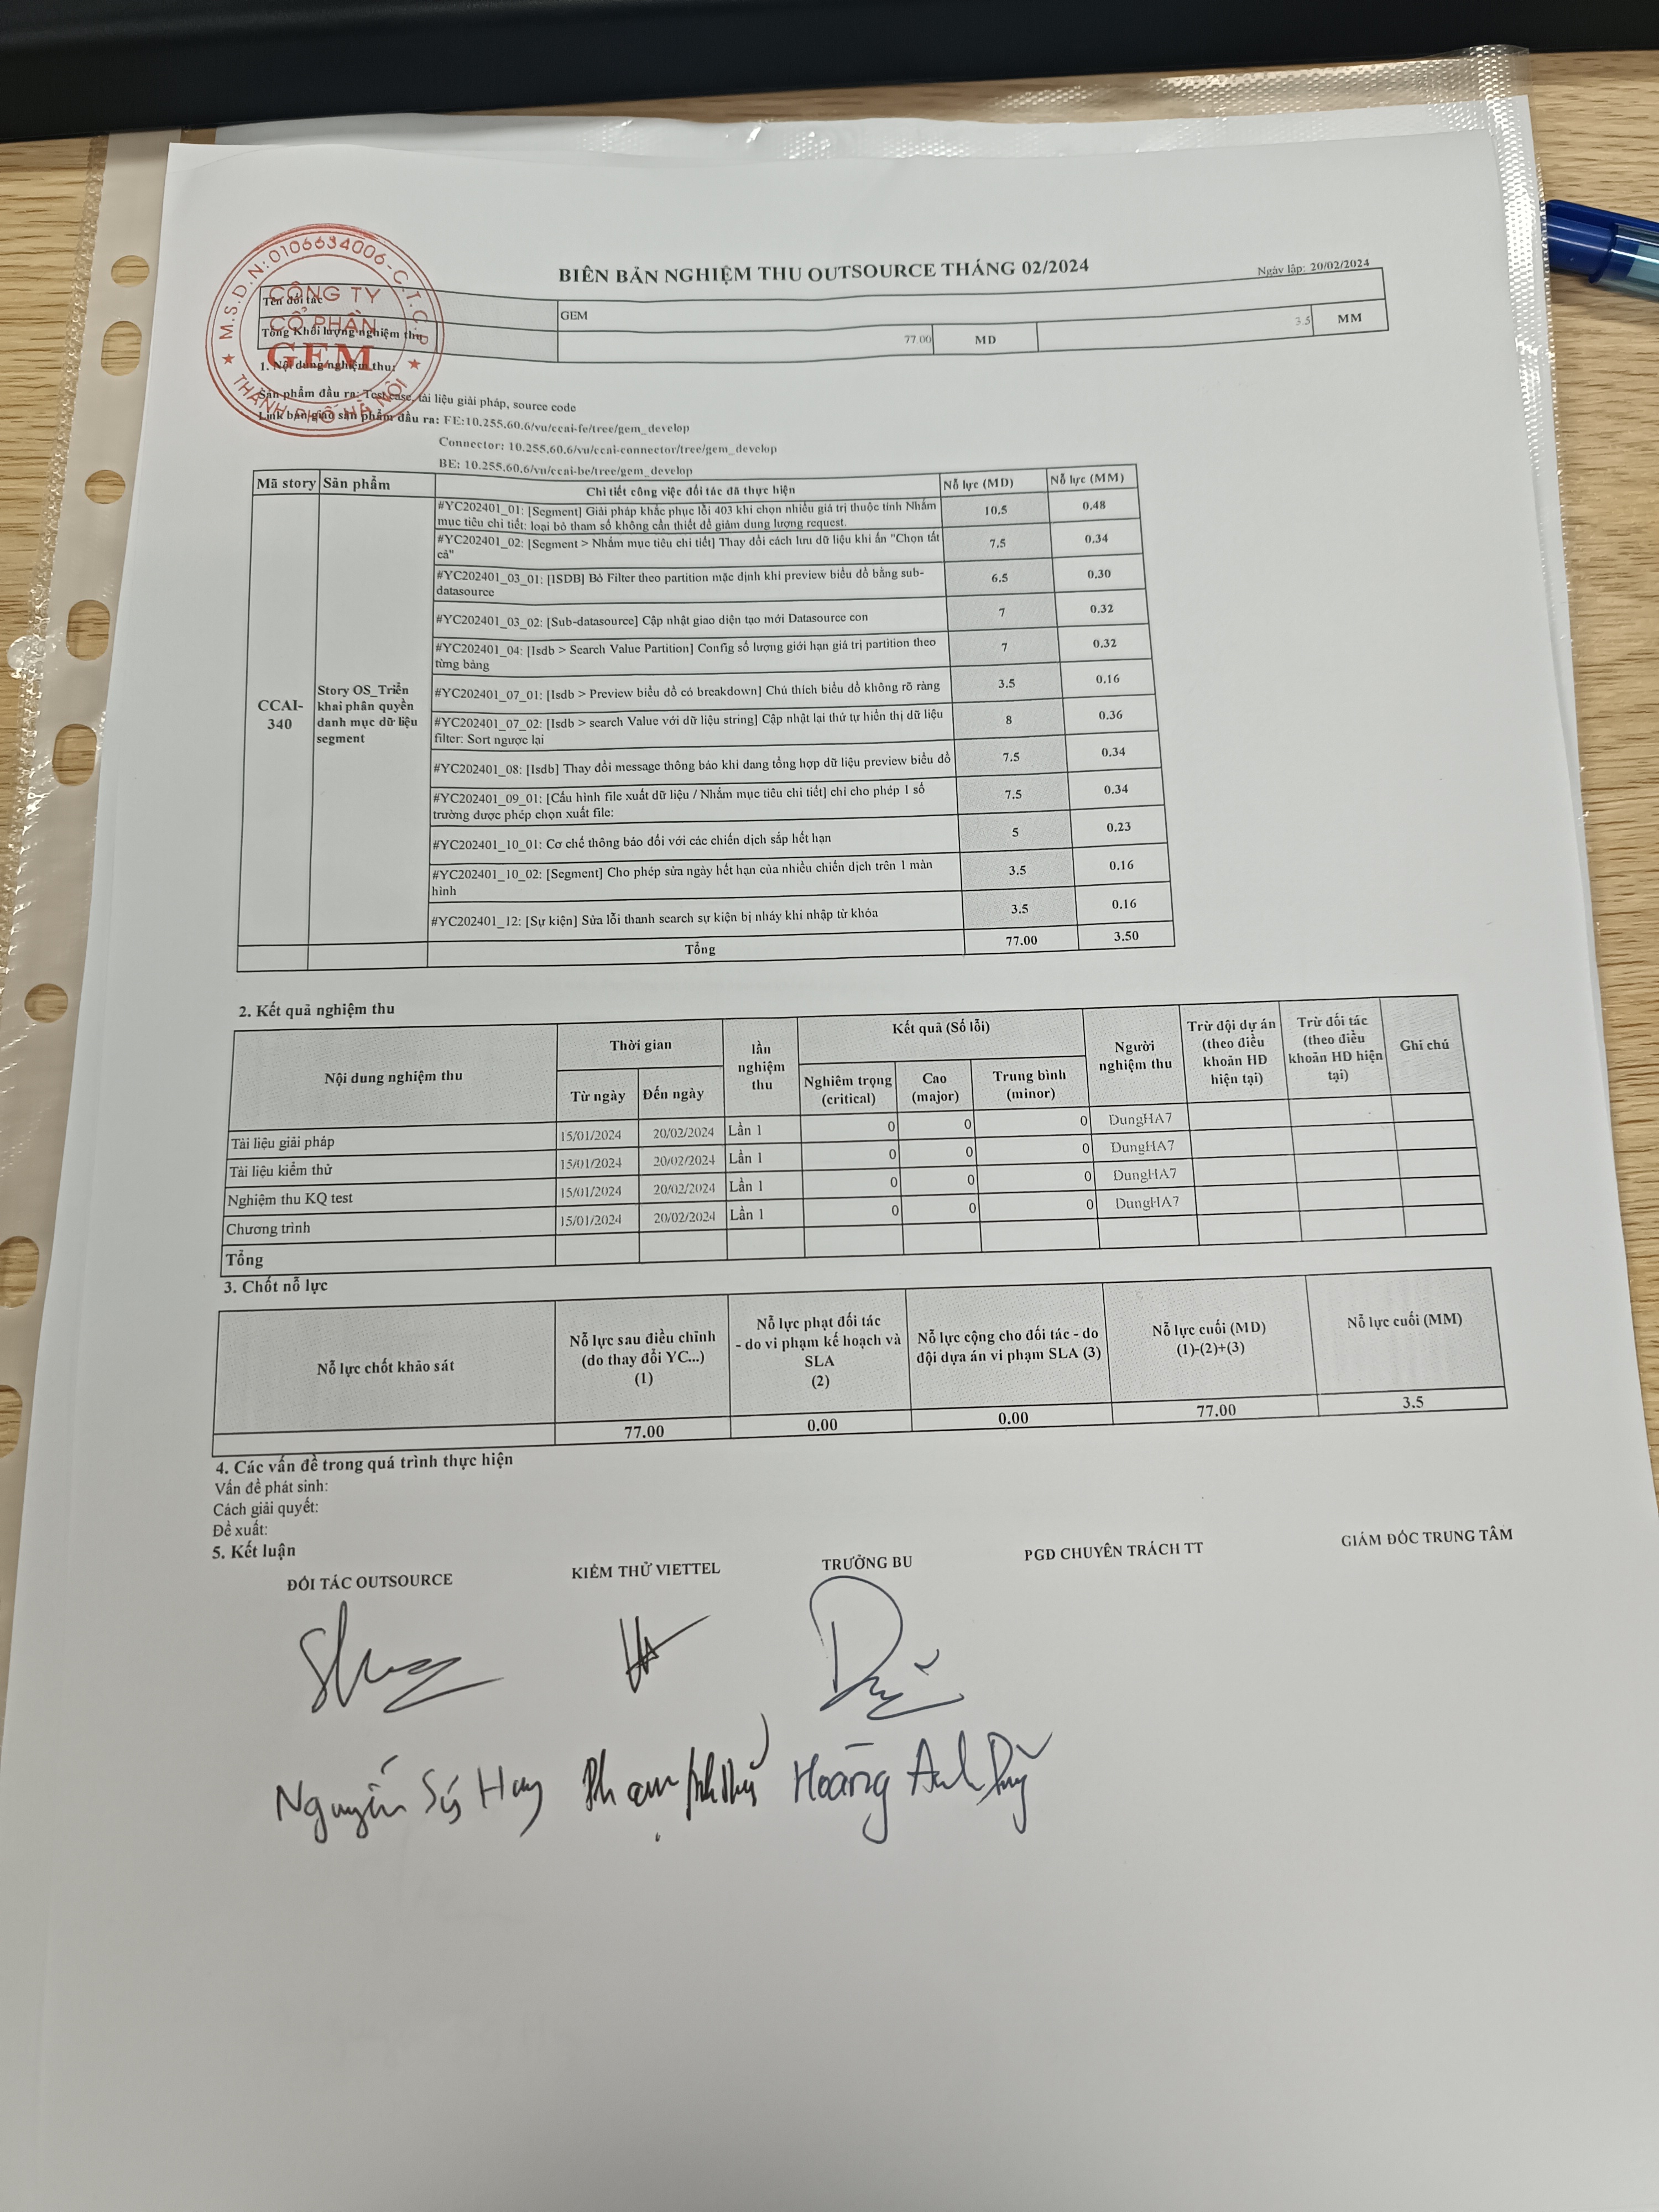 M.S.D.N:0106634006-C.T.C.P
CÔNG TY
CỔ PHẦN
GEM
THÀNH PHỐ HÀ NỘI
BIÊN BẢN NGHIỆM THU OUTSOURCE THÁNG 02/2024
Ngày lập: 20/02/2024
Tên đối tác GEM
Tổng Khối lượng nghiệm thu 77.00 MD 3.5 MM
1. Nội dung nghiệm thu:
Sản phẩm đầu ra: Test case, tài liệu giải pháp, source code
Link bàn giao sản phẩm đầu ra: FE:10.255.60.6/vu/ccai-fe/tree/gem_develop
Connector: 10.255.60.6/vu/ccai-connector/tree/gem_develop
BE: 10.255.60.6/vu/ccai-be/tree/gem_develop
Mã story Sản phẩm Chi tiết công việc đối tác đã thực hiện Nỗ lực (MD) Nỗ lực (MM)
CCAI-
340
Story OS_Triển
khai phân quyền
danh mục dữ liệu
segment
#YC202401_01: [Segment] Giải pháp khắc phục lỗi 403 khi chọn nhiều giá trị thuộc tính Nhắm
mục tiêu chi tiết: loại bỏ tham số không cần thiết để giảm dung lượng request. 10.5 0.48
#YC202401_02: [Segment > Nhắm mục tiêu chi tiết] Thay đổi cách lưu dữ liệu khi ấn "Chọn tất
cả" 7.5 0.34
#YC202401_03_01: [ISDB] Bỏ Filter theo partition mặc định khi preview biểu đồ bằng sub-
datasource 6.5 0.30
#YC202401_03_02: [Sub-datasource] Cập nhật giao diện tạo mới Datasource con 7 0.32
#YC202401_04: [Isdb > Search Value Partition] Config số lượng giới hạn giá trị partition theo
từng bảng 7 0.32
#YC202401_07_01: [Isdb > Preview biểu đồ có breakdown] Chú thích biểu đồ không rõ ràng 3.5 0.16
#YC202401_07_02: [Isdb > search Value với dữ liệu string] Cập nhật lại thứ tự hiển thị dữ liệu
filter: Sort ngược lại 8 0.36
#YC202401_08: [Isdb] Thay đổi message thông báo khi đang tổng hợp dữ liệu preview biểu đồ 7.5 0.34
#YC202401_09_01: [Cấu hình file xuất dữ liệu / Nhắm mục tiêu chi tiết] chỉ cho phép 1 số
trường được phép chọn xuất file: 7.5 0.34
#YC202401_10_01: Cơ chế thông báo đối với các chiến dịch sắp hết hạn 5 0.23
#YC202401_10_02: [Segment] Cho phép sửa ngày hết hạn của nhiều chiến dịch trên 1 màn
hình 3.5 0.16
#YC202401_12: [Sự kiện] Sửa lỗi thanh search sự kiện bị nháy khi nhập từ khóa 3.5 0.16
Tổng 77.00 3.50
2. Kết quả nghiệm thu
Nội dung nghiệm thu
Thời gian
Từ ngày Đến ngày
lần
nghiệm
thu
Kết quả (Số lỗi)
Nghiêm trọng
(critical)
Cao
(major)
Trung bình
(minor)
Người
nghiệm thu
Trừ đội dự án
(theo điều
khoản HĐ
hiện tại)
Trừ đối tác
(theo điều
khoản HD hiện
tại)
Ghi chú
Tài liệu giải pháp 15/01/2024 20/02/2024 Lần 1 0 0 0 DungHA7
Tài liệu kiểm thử 15/01/2024 20/02/2024 Lần 1 0 0 0 DungHA7
Nghiệm thu KQ test 15/01/2024 20/02/2024 Lần 1 0 0 0 DungHA7
Chương trình 15/01/2024 20/02/2024 Lần 1 0 0 0 DungHA7
Tổng
3. Chốt nỗ lực
Nỗ lực chốt khảo sát
Nỗ lực sau điều chỉnh
(do thay đổi YC...)
(1)
Nỗ lực phạt đối tác
- do vi phạm kế hoạch và
SLA
(2)
Nỗ lực cộng cho đối tác - do
đội dựa án vi phạm SLA (3)
Nỗ lực cuối (MD)
(1)-(2)+(3)
Nỗ lực cuối (MM)
77.00 0.00 0.00 77.00 3.5
4. Các vấn đề trong quá trình thực hiện
Vấn đề phát sinh:
Cách giải quyết:
Đề xuất:
5. Kết luận
ĐỐI TÁC OUTSOURCE KIỂM THỬ VIETTEL TRƯỞNG BU PGD CHUYÊN TRÁCH TT GIÁM ĐỐC TRUNG TÂM
Nguyễn Sỹ Huy Phạm Hoàng Anh